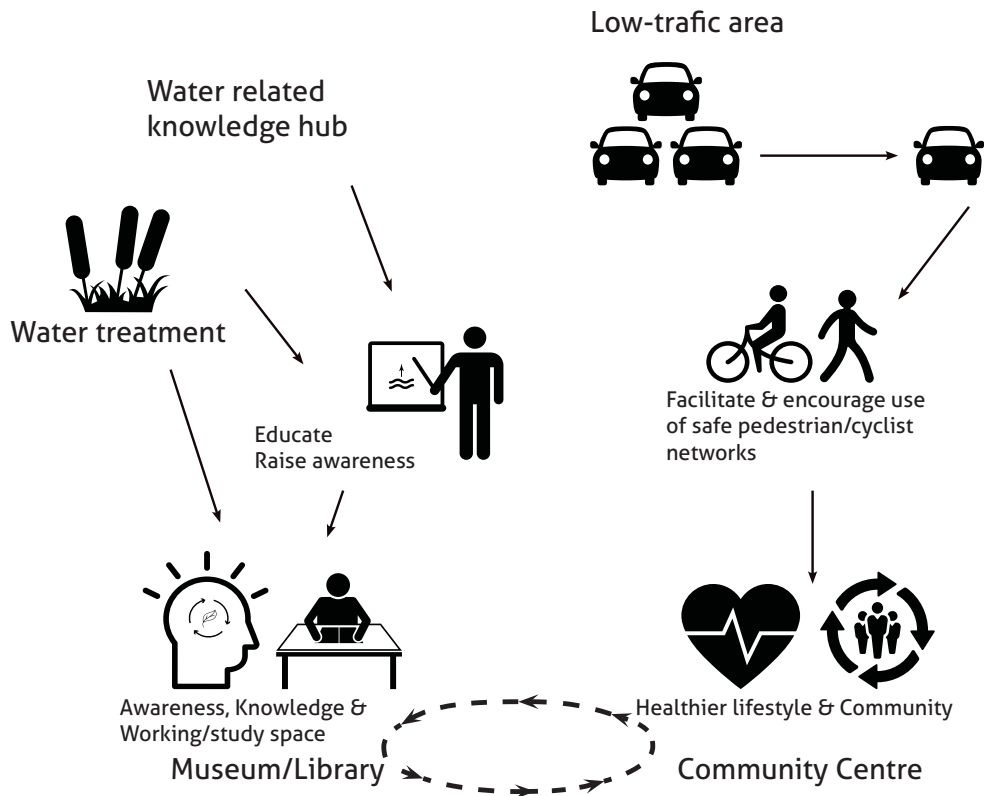 Low-trafic area
Water related
knowledge hub
Water treatment
Educate
Raise awareness
Facilitate & encourage use
of safe pedestrian/cyclist
networks
Awareness, Knowledge &
Working/study space
Museum/Library
Healthier lifestyle & Community
Community Centre